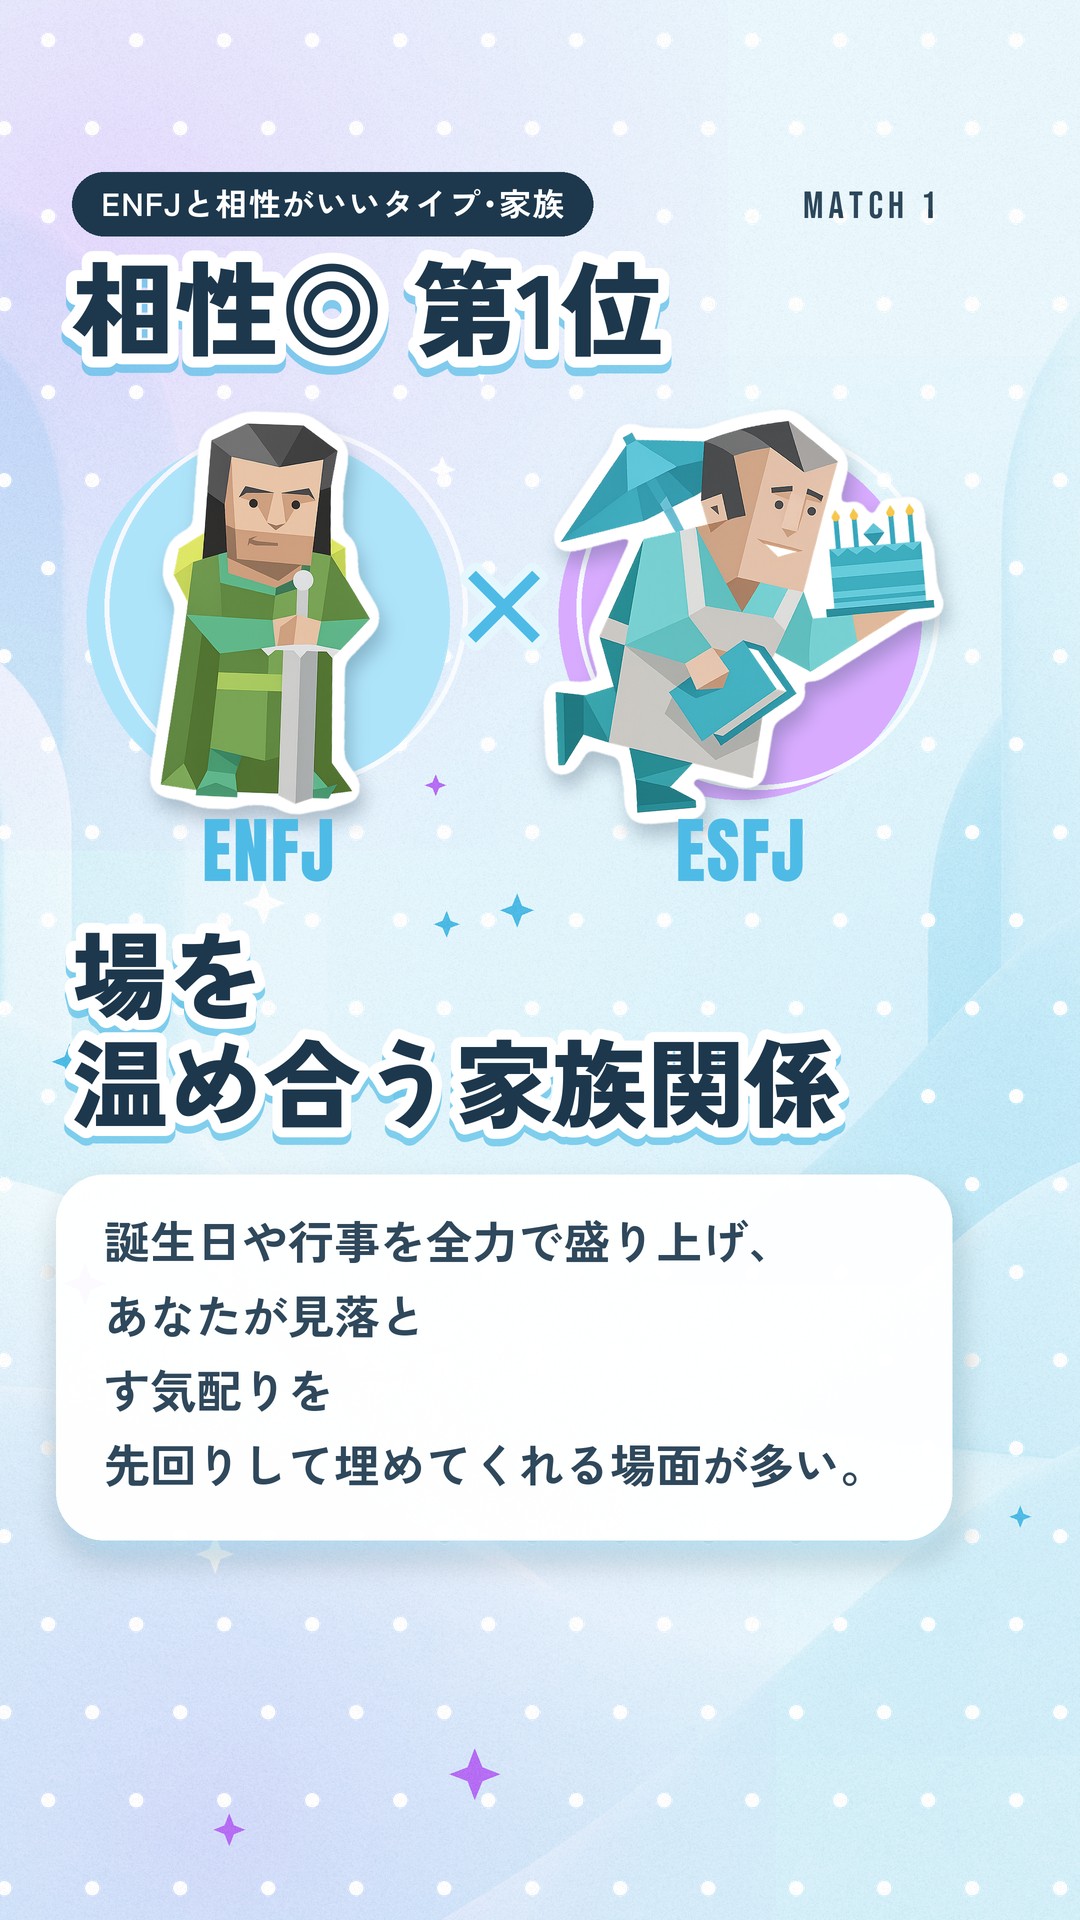 ENFJと相性がいいタイプ・家族
MATCH 1
相性◎ 第1位
ENFJ
ESFJ
場を
温め合う家族関係
誕生日や行事を全力で盛り上げ、
あなたが見落と
す気配りを
先回りして埋めてくれる場面が多い。